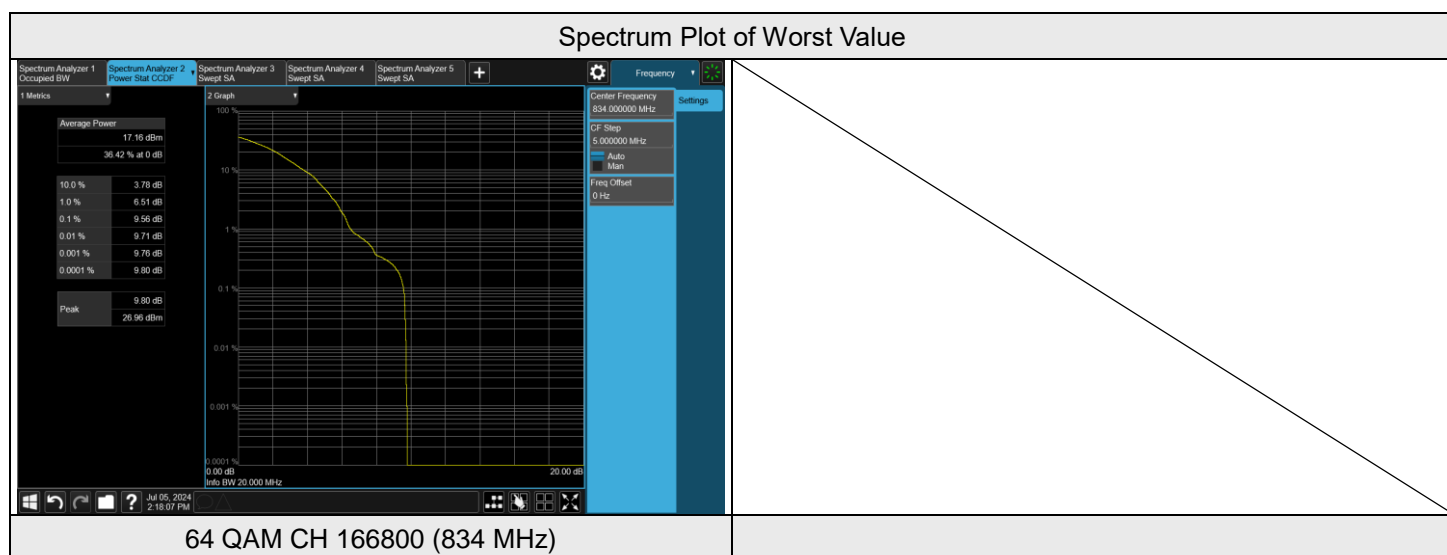 Spectrum Plot of Worst Value
Spectrum Analyzer 1
Occupied BW
Spectrum Analyzer 2
Power Stat CCDF
Spectrum Analyzer 3
Swept SA
Spectrum Analyzer 4
Swept SA
Spectrum Analyzer 5
Swept SA
+
Frequency
1 Metrics
2 Graph
Center Frequency
834.000000 MHz
Settings
CF Step
5.000000 MHz
Auto
Man
Freq Offset
0 Hz
Average Power
17.16 dBm
36.42 % at 0 dB
10.0 % 3.78 dB
1.0 % 6.51 dB
0.1 % 9.56 dB
0.01 % 9.71 dB
0.001 % 9.76 dB
0.0001 % 9.80 dB
Peak
9.80 dB
26.96 dBm
100 %
10 %
1 %
0.1 %
0.01 %
0.001 %
0.0001 %
0.00 dB 20.00 dB
Info BW 20.000 MHz
?
Jul 05, 2024
2:18:07 PM
64 QAM CH 166800 (834 MHz)